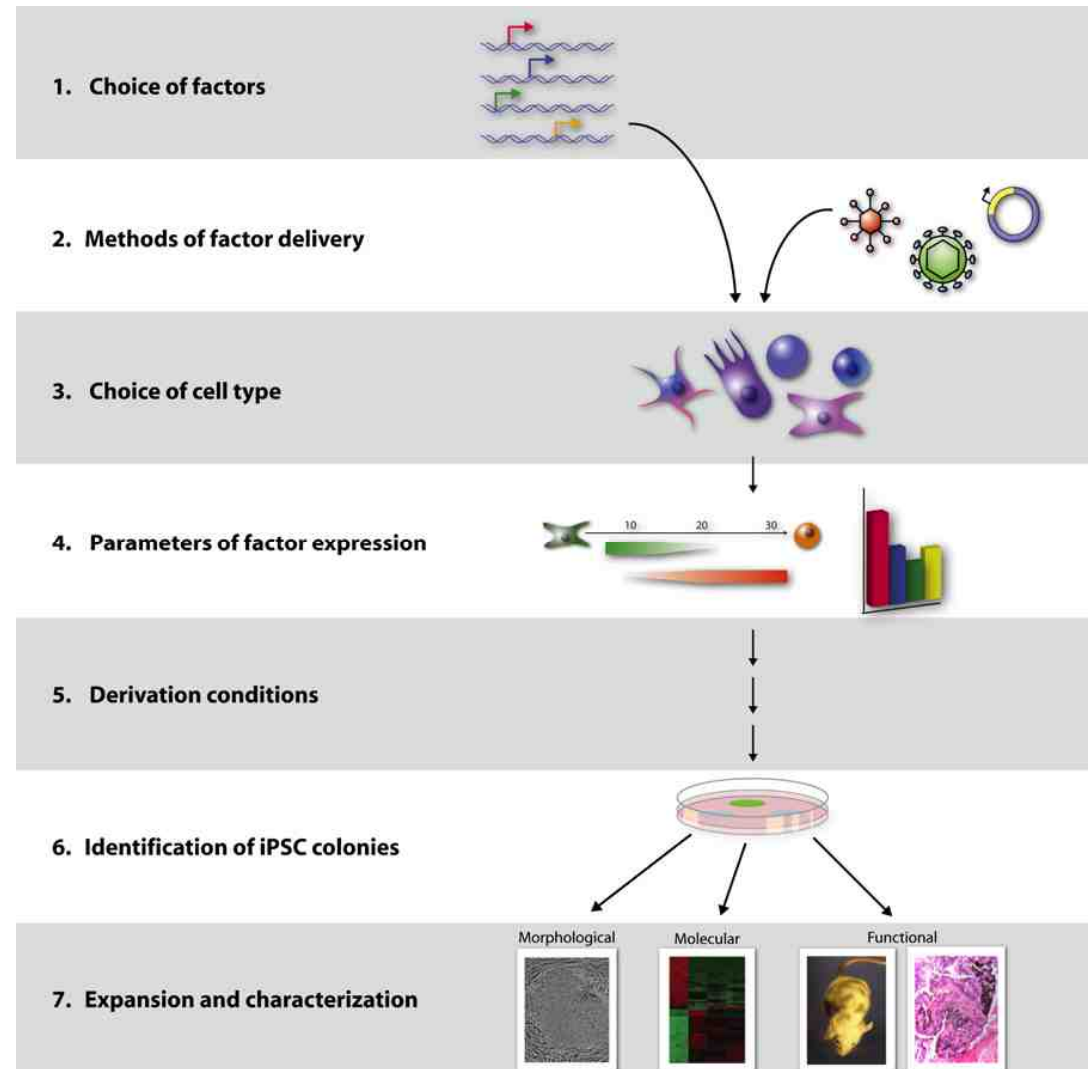 1. Choice of factors
2. Methods of factor delivery
3. Choice of cell type
4. Parameters of factor expression
10 20 30
5. Derivation conditions
6. Identification of iPSC colonies
Morphological Molecular Functional
7. Expansion and characterization